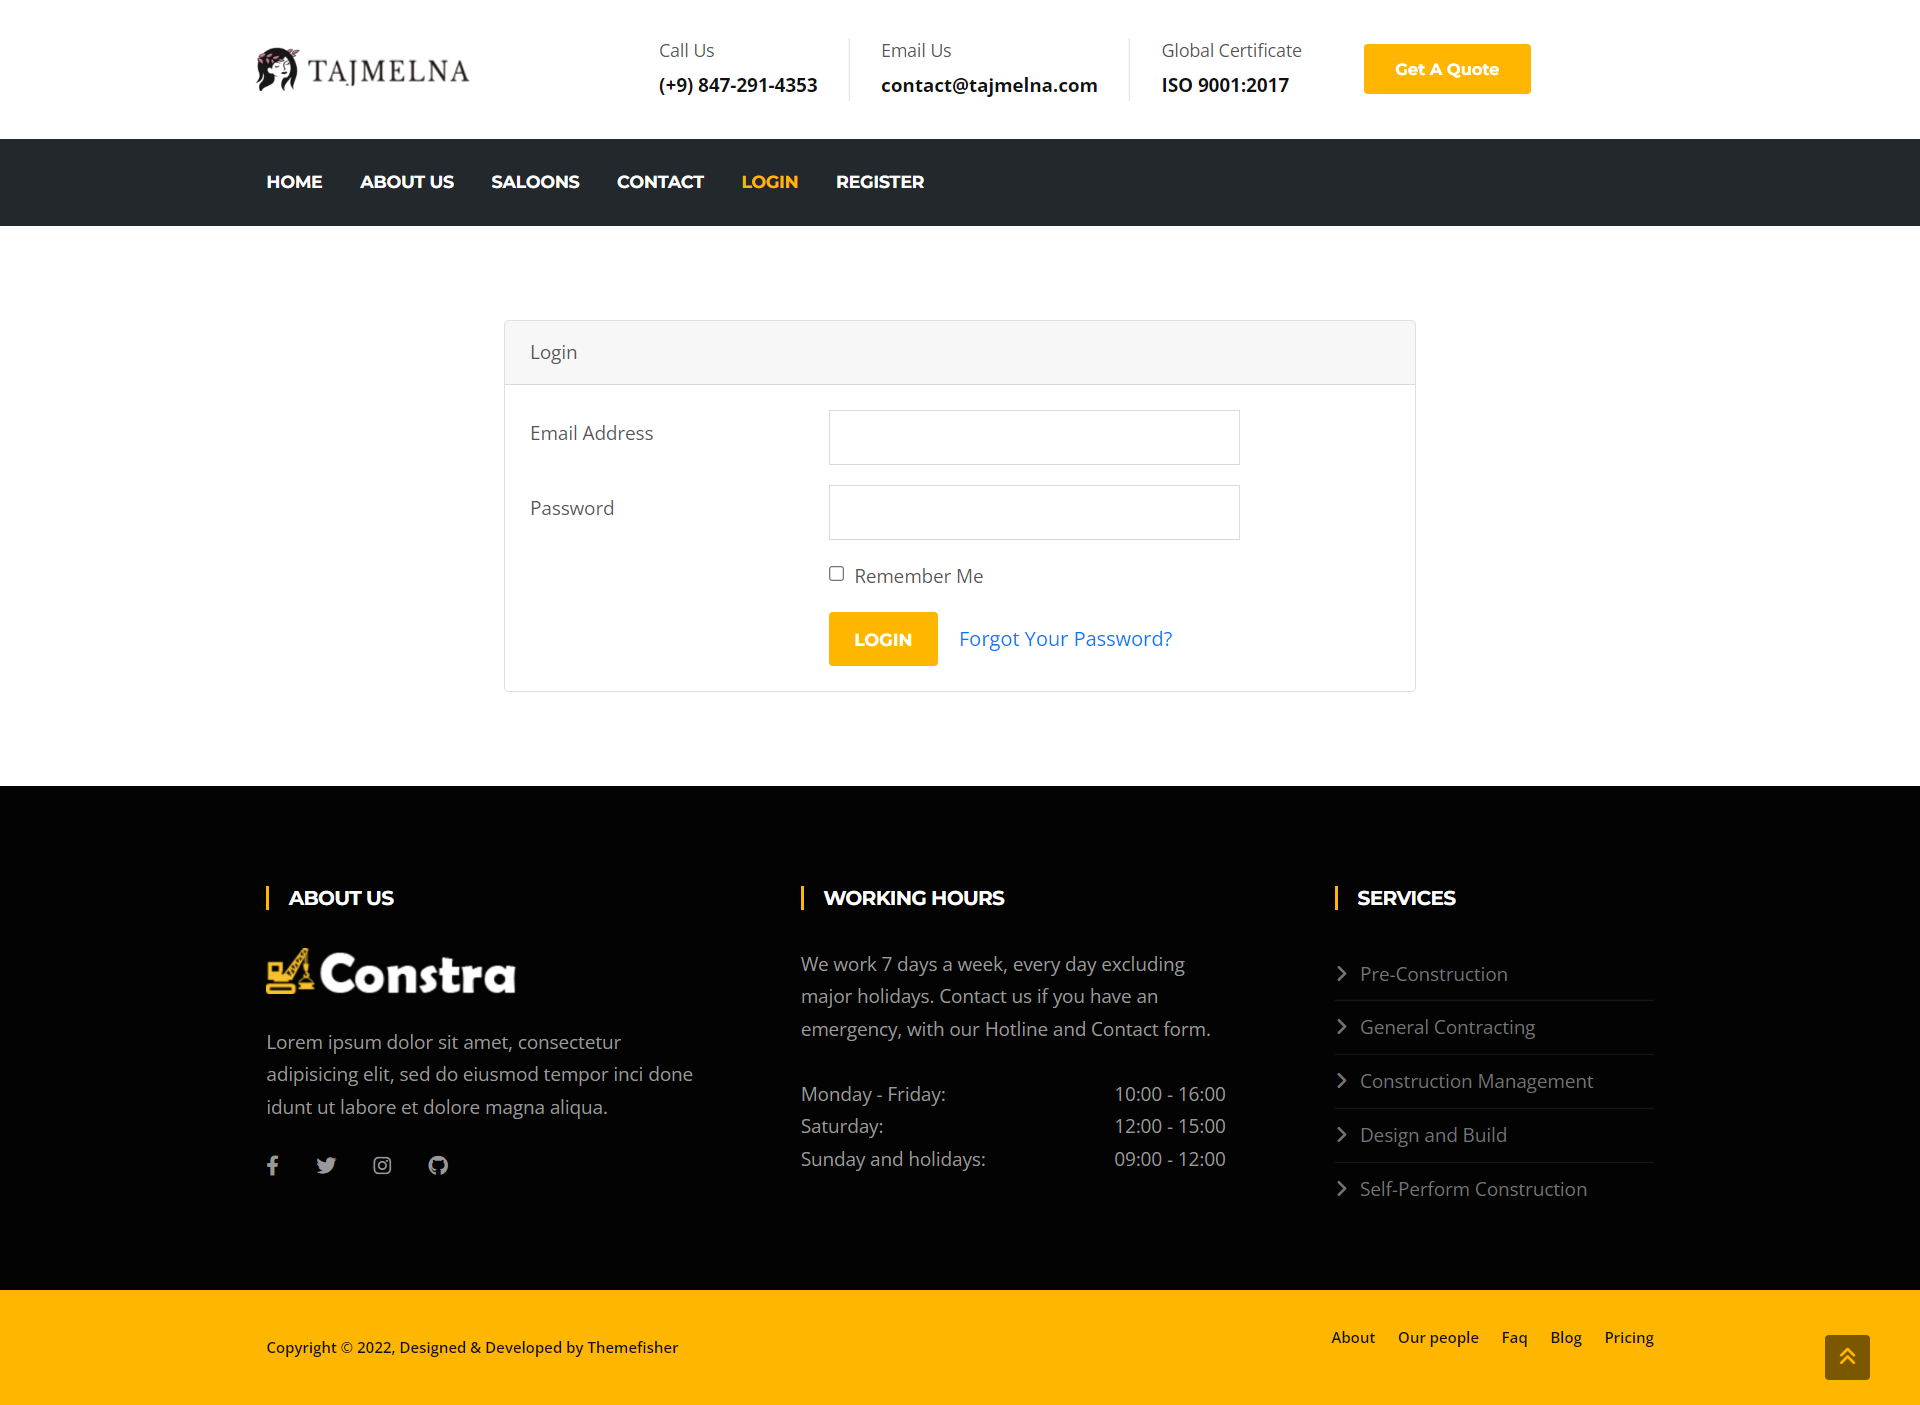 TAJMELNA
Call Us
(+9) 847-291-4353
Email Us
contact@tajmelna.com
Global Certificate
ISO 9001:2017
Get A Quote
HOME ABOUT US SALOONS CONTACT LOGIN REGISTER
Login
Email Address
Password
Remember Me
LOGIN Forgot Your Password?
ABOUT US
Constra
Lorem ipsum dolor sit amet, consectetur
adipisicing elit, sed do eiusmod tempor inci done
idunt ut labore et dolore magna aliqua.
WORKING HOURS
We work 7 days a week, every day excluding
major holidays. Contact us if you have an
emergency, with our Hotline and Contact form.
Monday - Friday: 10:00 - 16:00
Saturday: 12:00 - 15:00
Sunday and holidays: 09:00 - 12:00
SERVICES
Pre-Construction
General Contracting
Construction Management
Design and Build
Self-Perform Construction
Copyright © 2022, Designed & Developed by Themefisher
About Our people Faq Blog Pricing